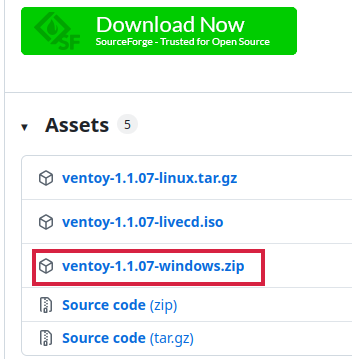 SF
Download Now
SourceForge - Trusted for Open Source
Assets 5
ventoy-1.1.07-linux.tar.gz
ventoy-1.1.07-livecd.iso
ventoy-1.1.07-windows.zip
Source code (zip)
Source code (tar.gz)